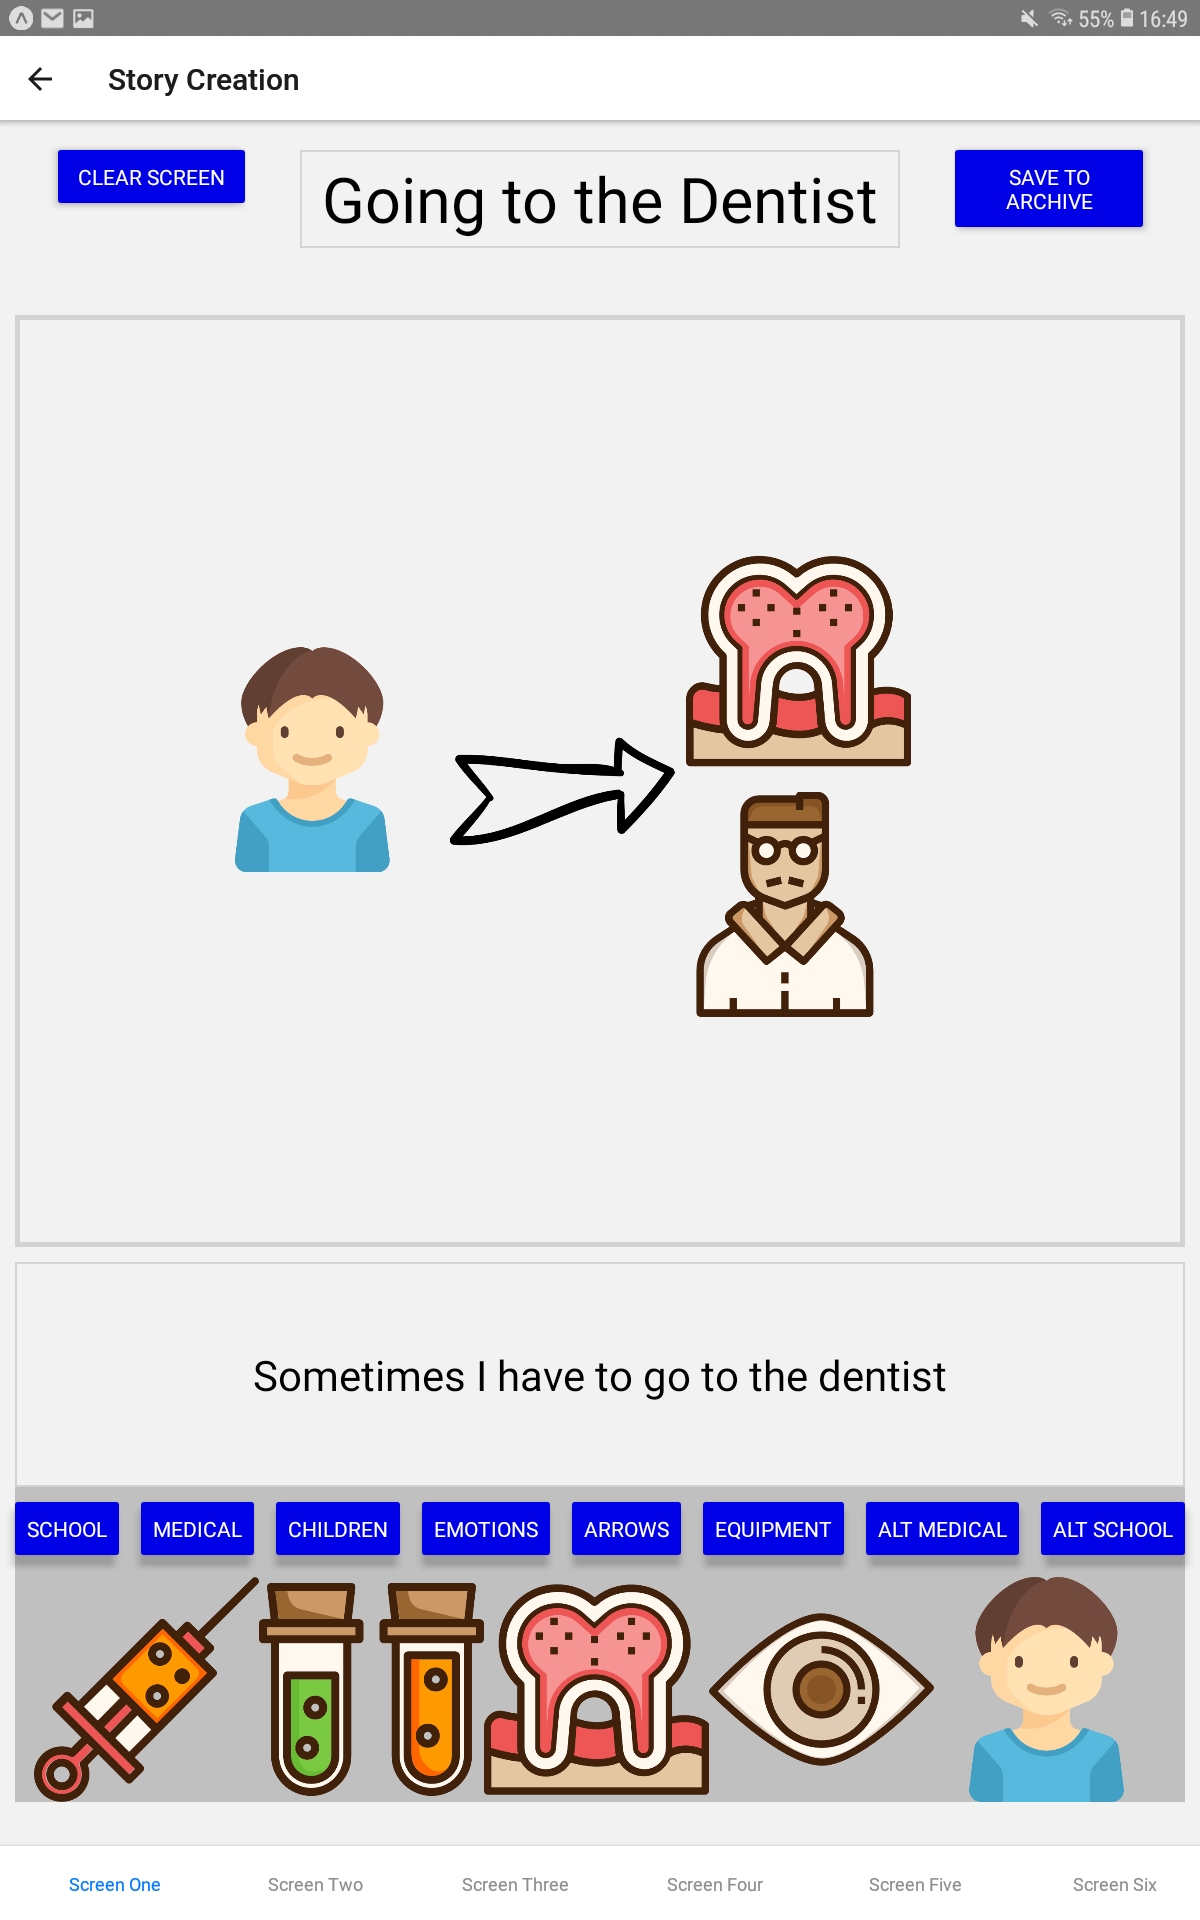 55% 16:49
Story Creation
CLEAR SCREEN
Going to the Dentist
SAVE TO
ARCHIVE
Sometimes I have to go to the dentist
SCHOOL MEDICAL CHILDREN EMOTIONS ARROWS EQUIPMENT ALT MEDICAL ALT SCHOOL
Screen One Screen Two Screen Three Screen Four Screen Five Screen Six